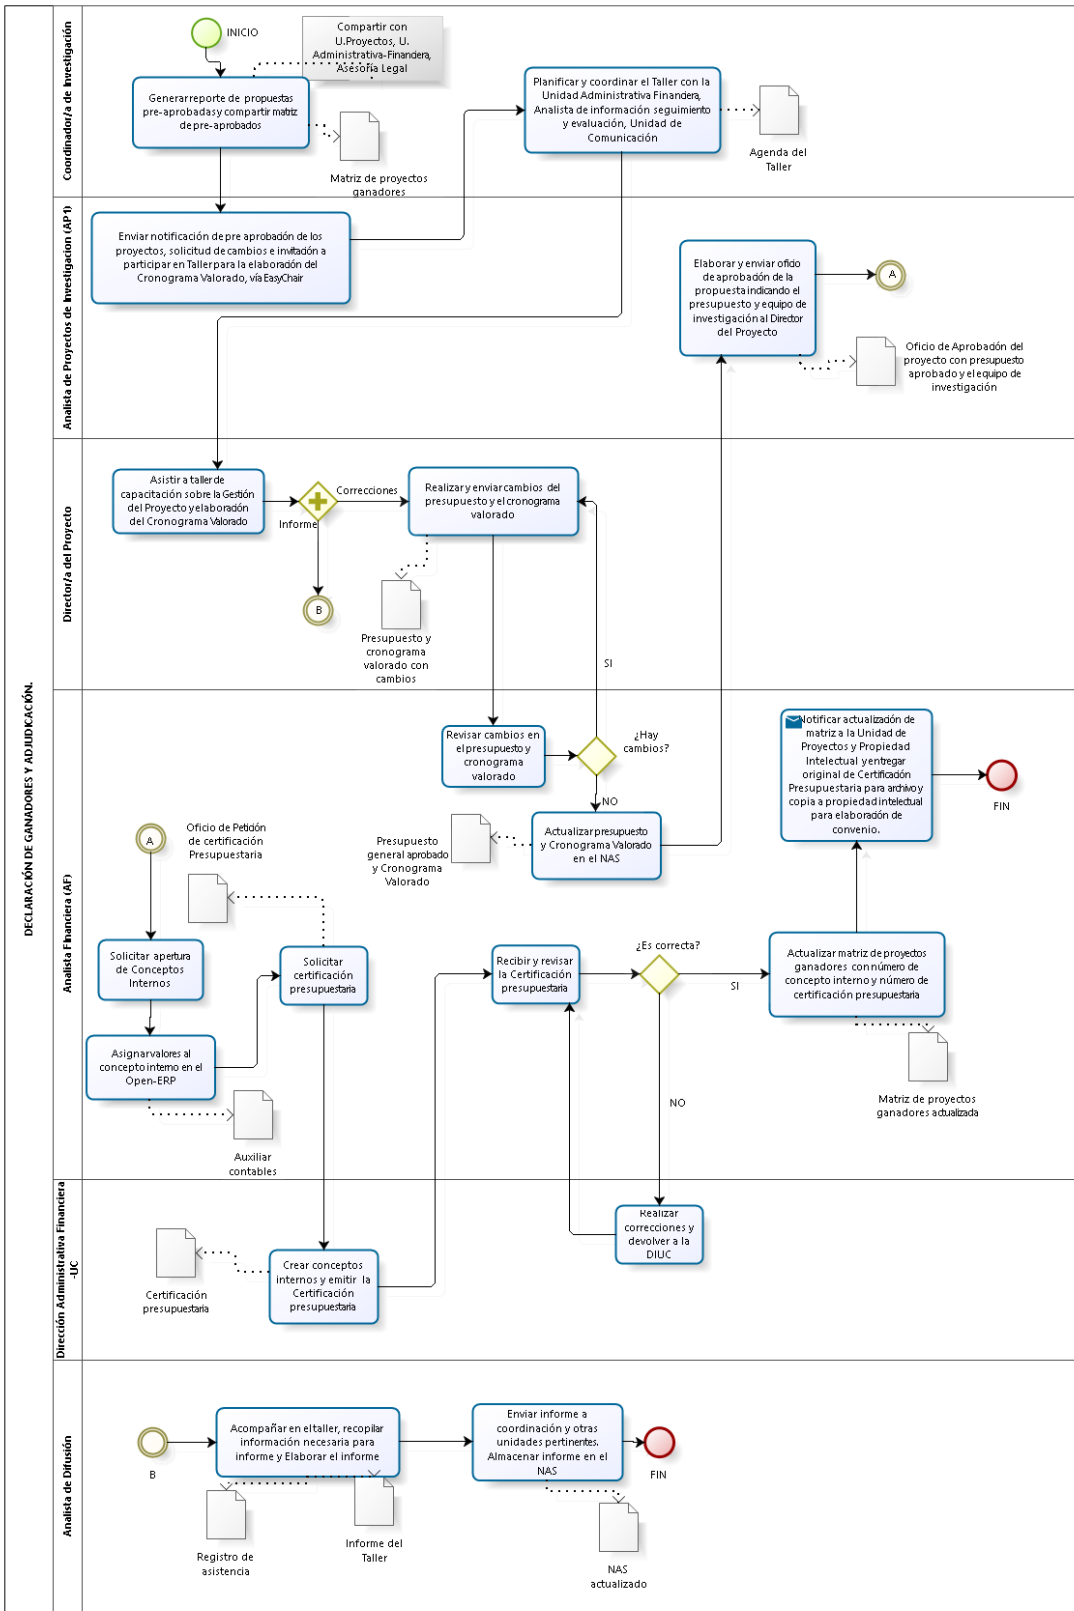 DECLARACIÓN DE GANADORES Y ADJUDICACIÓN.
Coordinador/a de Investigación
INICIO
Compartir con
U.Proyectos, U.
Administrativa-Financiera,
Asesoría Legal
Generar reporte de propuestas
pre-aprobadas y compartir matriz
de pre-aprobados
Matriz de proyectos
ganadores
Planificar y coordinar el Taller con la
Unidad Administrativa Financiera,
Analista de información seguimiento
y evaluación, Unidad de
Comunicación
Agenda del
Taller
Analista de Proyectos de Investigacion (AP1)
Enviar notificación de pre aprobación de los
proyectos, solicitud de cambios e invitación a
participar en Taller para la elaboración del
Cronograma Valorado, vía EasyChair
Elaborar y enviar oficio
de aprobación de la
propuesta indicando el
presupuesto y equipo de
investigación al Director
del Proyecto
A
Oficio de Aprobación del
proyecto con presupuesto
aprobado y el equipo de
investigación
Director/a del Proyecto
Asistir a taller de
capacitación sobre la Gestión
del Proyecto y elaboración
del Cronograma Valorado
Correcciones
Informe
B
Realizar y enviar cambios del
presupuesto y el cronograma
valorado
Presupuesto y
cronograma
valorado con
cambios
SI
Analista Financiera (AF)
Revisar cambios en
el presupuesto y
cronograma
valorado
¿Hay
cambios?
NO
Actualizar presupuesto
y Cronograma Valorado
en el NAS
Presupuesto
general aprobado
y Cronograma
Valorado
Notificar actualización de
matriz a la Unidad de
Proyectos y Propiedad
Intelectual y entregar
original de Certificación
Presupuestaria para archivo y
copia a propiedad intelectual
para elaboración de
convenio.
FIN
A
Oficio de Petición
de certificación
Presupuestaria
Solicitar apertura
de Conceptos
Internos
Solicitar
certificación
presupuestaria
Asignar valores al
concepto interno en el
Open-ERP
Auxiliar
contables
Recibir y revisar
la Certificación
presupuestaria
¿Es correcta?
SI
NO
Actualizar matriz de proyectos
ganadores con número de
concepto interno y número de
certificación presupuestaria
Matriz de proyectos
ganadores actualizada
Dirección Administrativa Financiera
-UC
Certificación
presupuestaria
Crear conceptos
internos y emitir la
Certificación
presupuestaria
Realizar
correcciones y
devolver a la
DIUC
Analista de Difusión
B
Acompañar en el taller, recopilar
información necesaria para
informe y Elaborar el informe
Registro de
asistencia
Informe del
Taller
Enviar informe a
coordinación y otras
unidades pertinentes.
Almacenar informe en el
NAS
NAS
actualizado
FIN